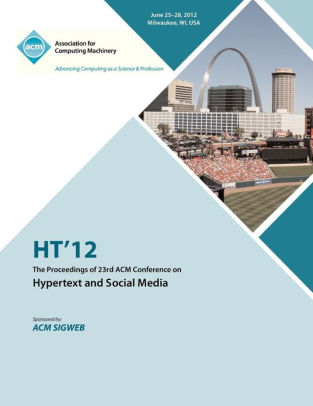 June 25–28, 2012
Milwaukee, WI, USA
acm
Association for
Computing Machinery
Advancing Computing as a Science & Profession
HT’12
The Proceedings of 23rd ACM Conference on
Hypertext and Social Media
Sponsored by:
ACM SIGWEB